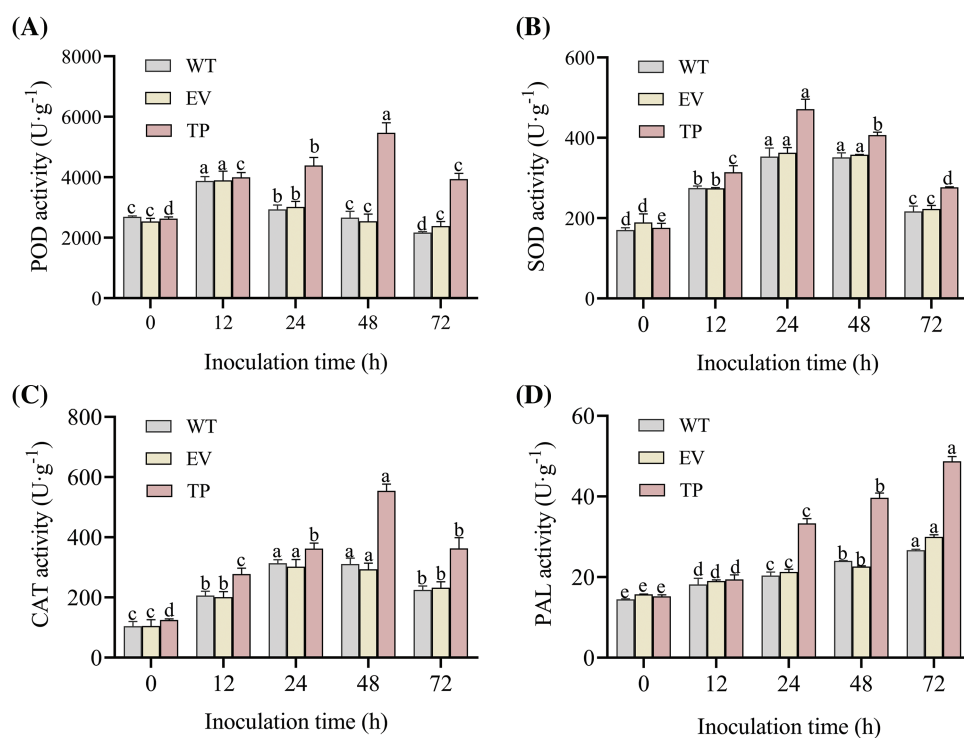 (A)
POD activity (U·g⁻¹)
8000
6000
4000
2000
0
WT
EV
TP
c c d
a a c
b b b
c c a
d c c
0 12 24 48 72
Inoculation time (h)
(B)
SOD activity (U·g⁻¹)
600
400
200
0
WT
EV
TP
d d e
b b c
a a a
a a b
c c d
0 12 24 48 72
Inoculation time (h)
(C)
CAT activity (U·g⁻¹)
800
600
400
200
0
WT
EV
TP
c c d
b b c
a a b
a a a
b b b
0 12 24 48 72
Inoculation time (h)
(D)
PAL activity (U·g⁻¹)
60
40
20
0
WT
EV
TP
e e e
d d d
c c c
b b b
a a a
0 12 24 48 72
Inoculation time (h)